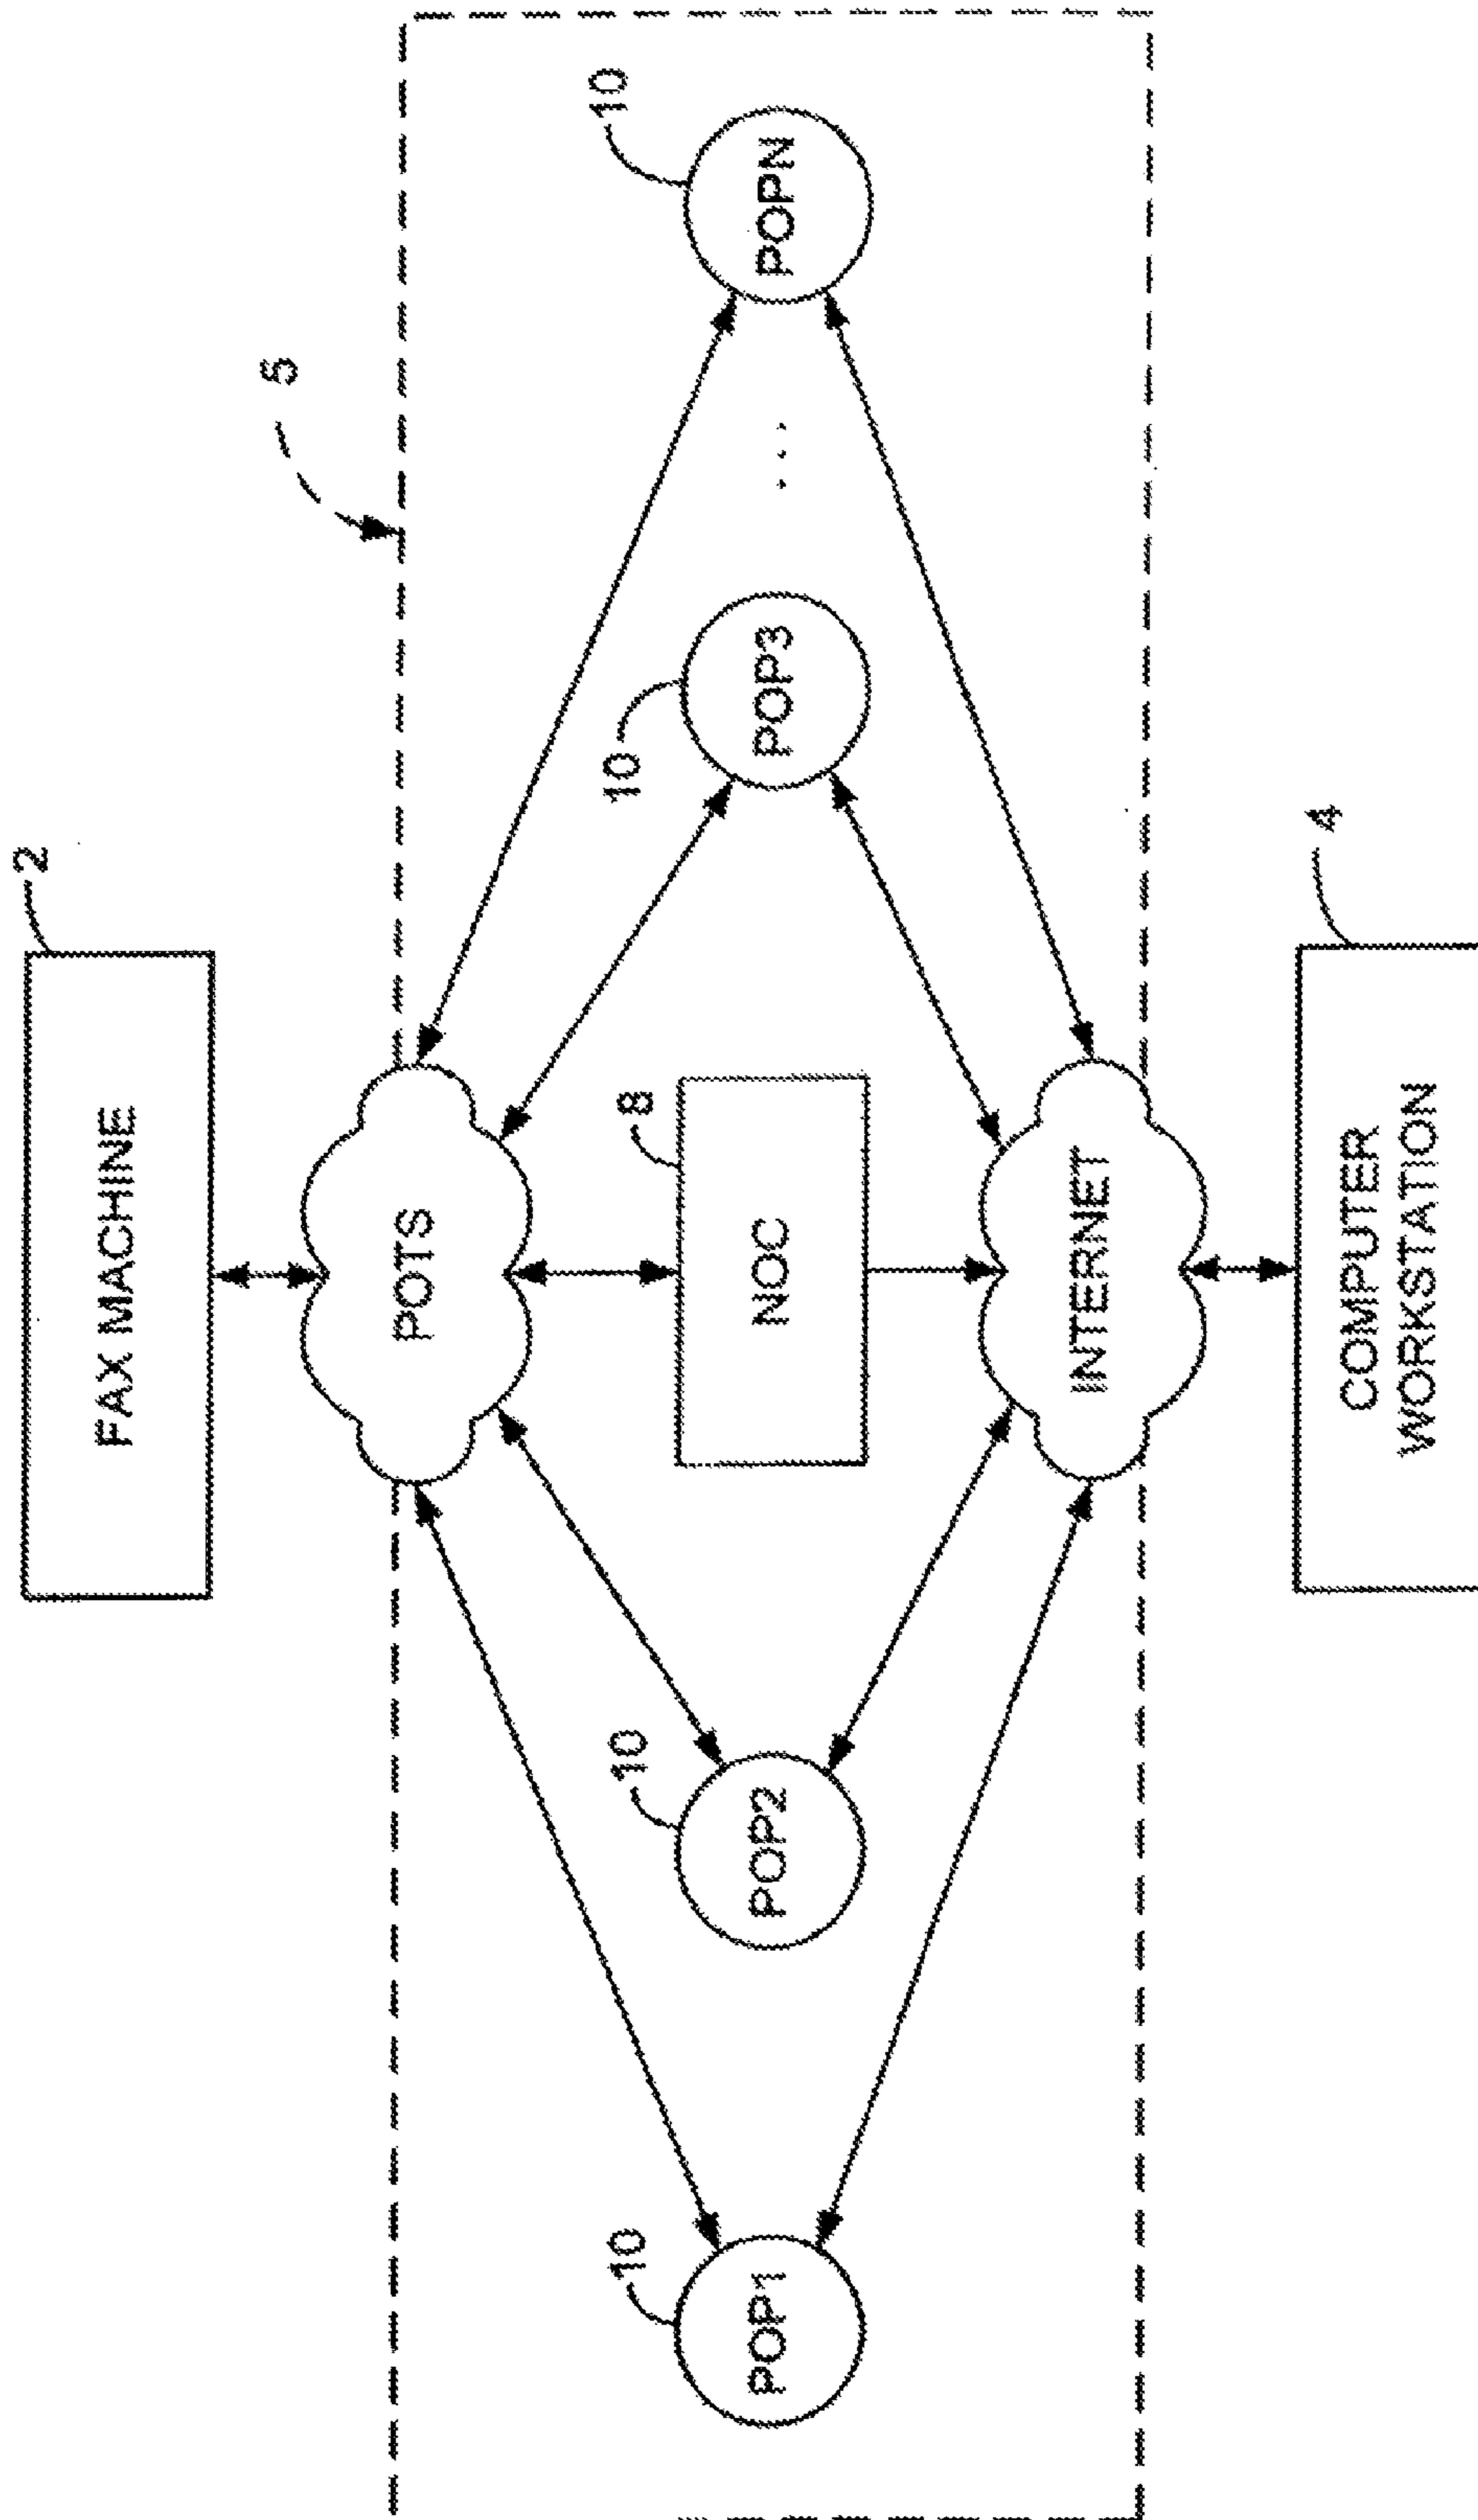 2
FAX MACHINE
5
POTS
10
10
10
10
8
POP1
POP2
NOC
POP3
. . .
POPN
INTERNET
4
COMPUTER
WORKSTATION